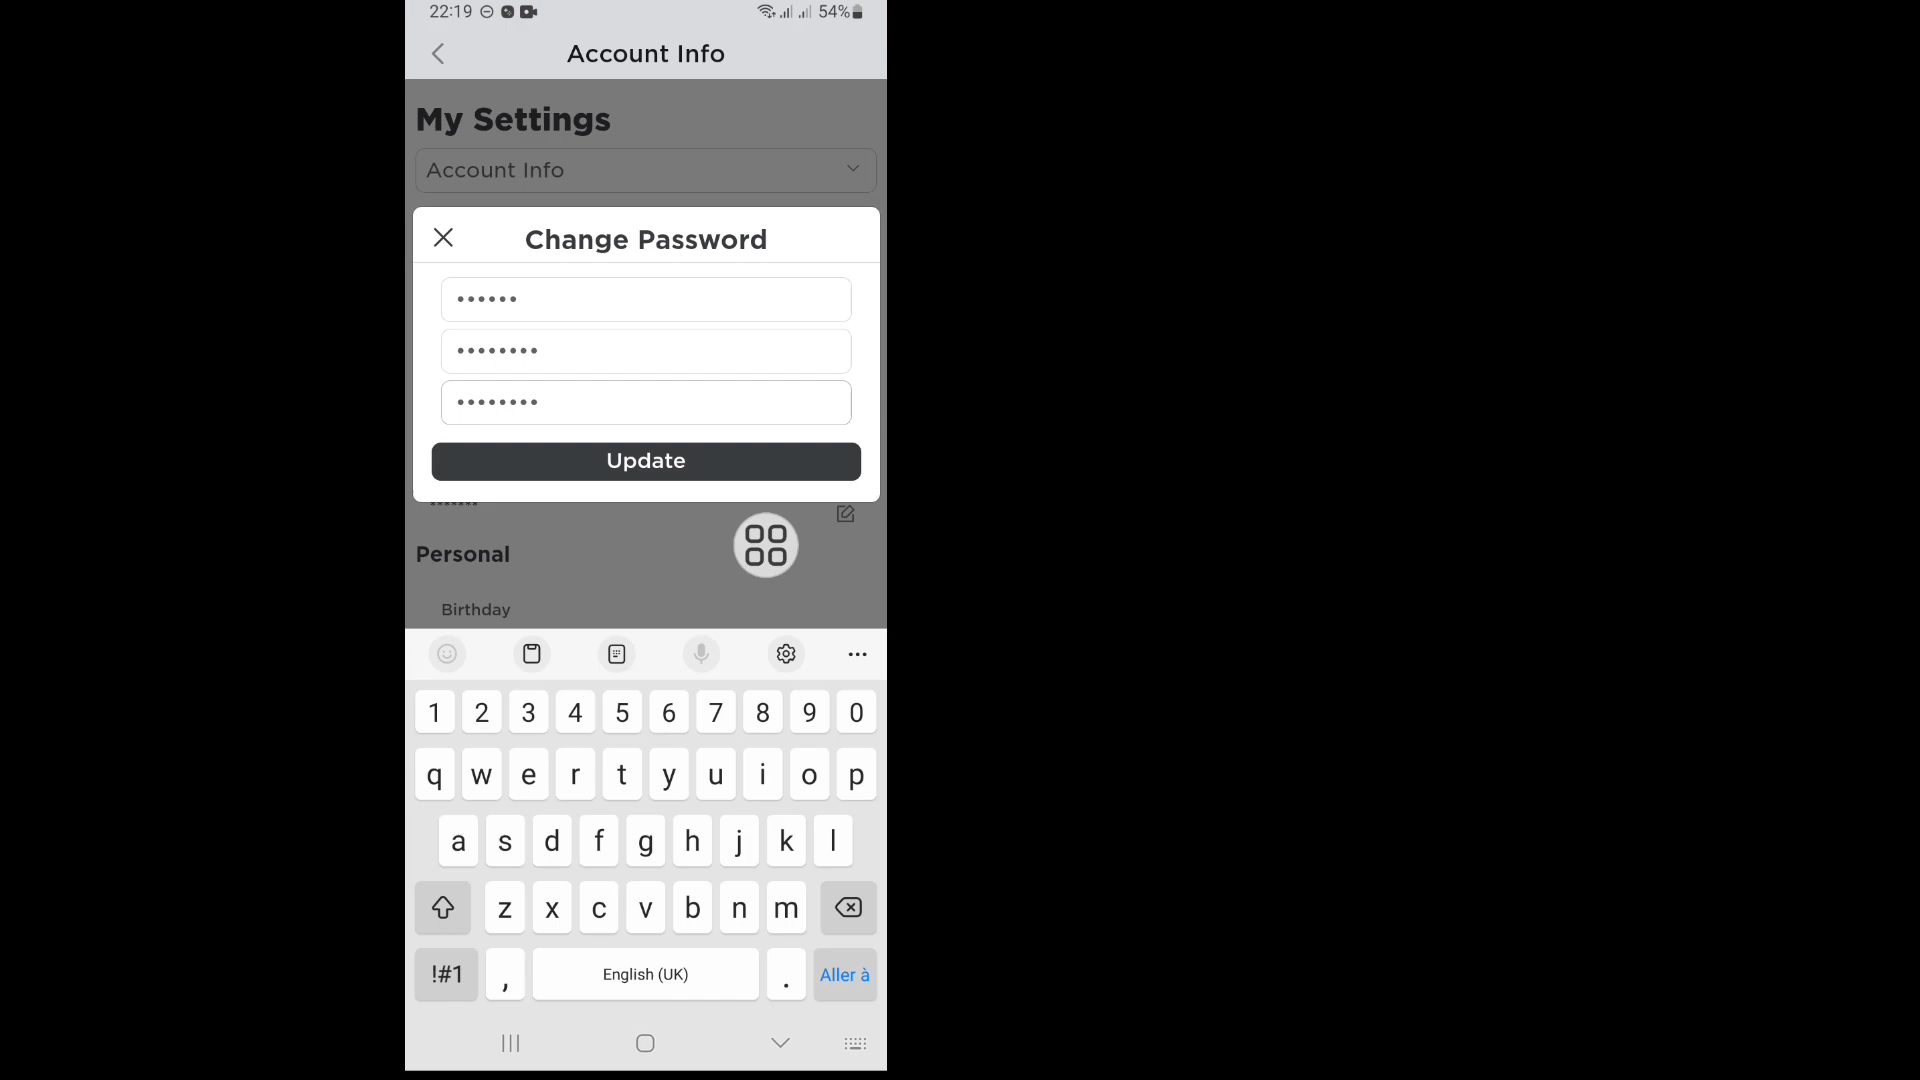 22:19 54%
Account Info
My Settings
Account Info
Change Password
••••••
••••••••
••••••••
Update
Personal
Birthday
1 2 3 4 5 6 7 8 9 0
q w e r t y u i o p
a s d f g h j k l
z x c v b n m
!#1 , English (UK) . Aller à